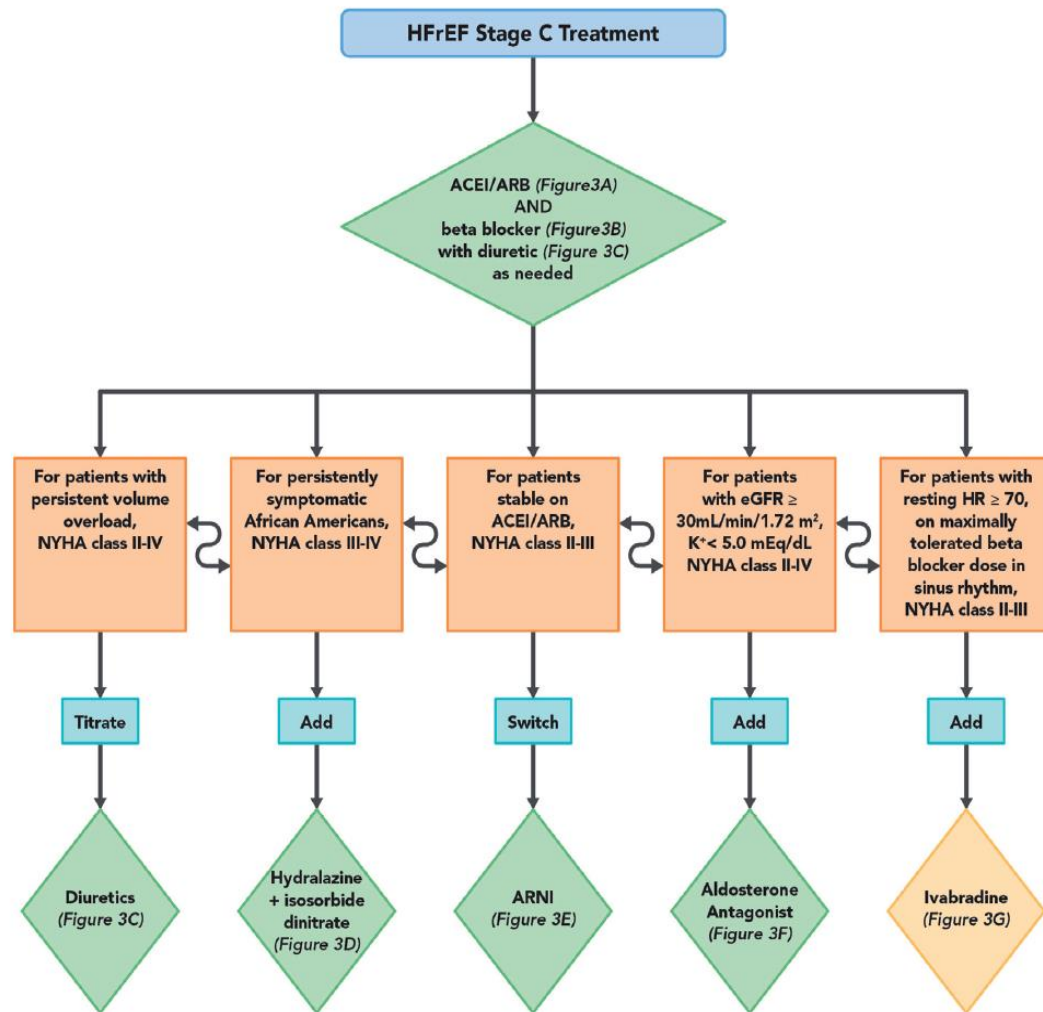 HFrEF Stage C Treatment
ACEI/ARB (Figure3A)
AND
beta blocker (Figure3B)
with diuretic (Figure 3C)
as needed
For patients with
persistent volume
overload,
NYHA class II-IV
For persistently
symptomatic
African Americans,
NYHA class III-IV
For patients
stable on
ACEI/ARB,
NYHA class II-III
For patients
with eGFR ≥
30mL/min/1.72 m²,
K⁺< 5.0 mEq/dL
NYHA class II-IV
For patients with
resting HR ≥ 70,
on maximally
tolerated beta
blocker dose in
sinus rhythm,
NYHA class II-III
Titrate
Add
Switch
Add
Add
Diuretics
(Figure 3C)
Hydralazine
+ isosorbide
dinitrate
(Figure 3D)
ARNI
(Figure 3E)
Aldosterone
Antagonist
(Figure 3F)
Ivabradine
(Figure 3G)